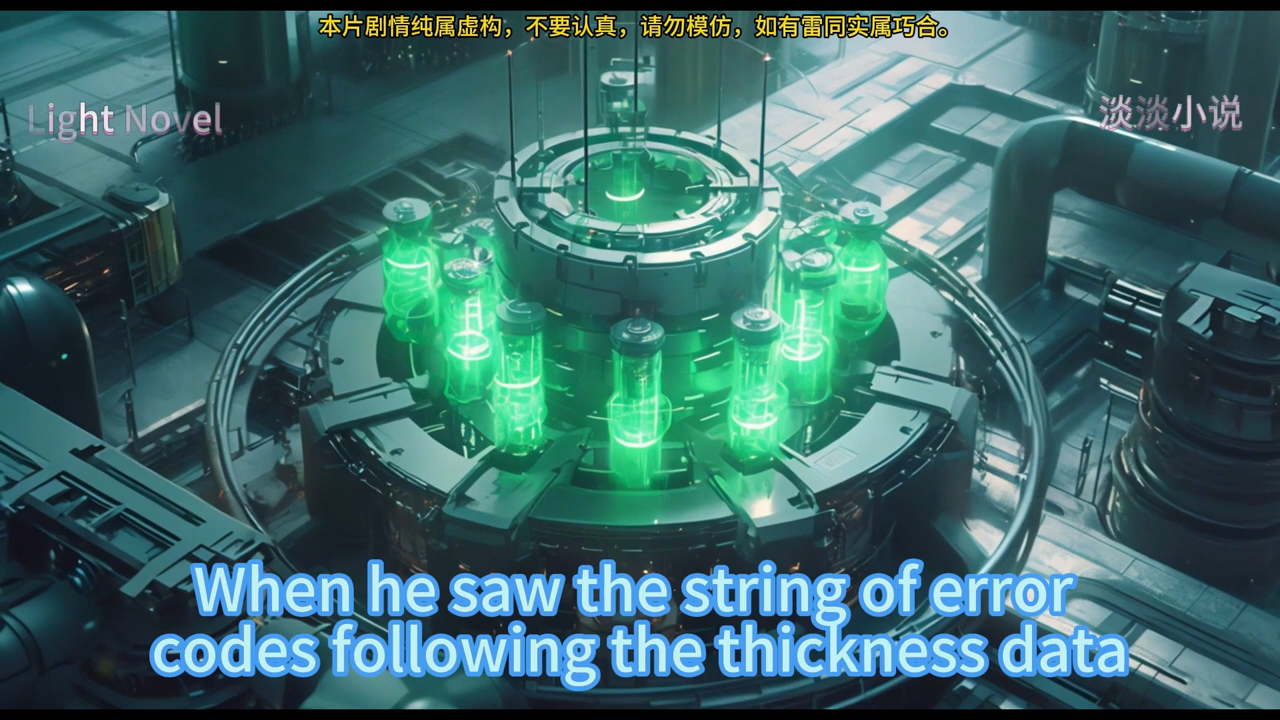 本片剧情纯属虚构，不要认真，请勿模仿，如有雷同实属巧合。
Light Novel
淡淡小说
When he saw the string of error
codes following the thickness data